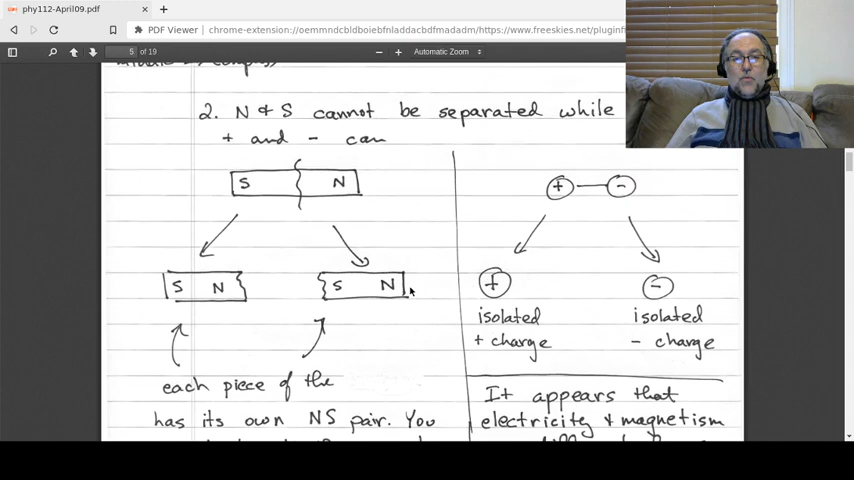 phy112-April09.pdf
PDF Viewer | chrome-extension://oemmndcbldboiebfnladdacbdfmadadm/https://www.freeskies.net/pluginfi
5 of 19
Automatic Zoom
compass
2. N & S cannot be separated while
+ and - can
S N
+ -
S N
S N
+
-
isolated
+ charge
isolated
- charge
each piece of the
has its own NS pair. You
It appears that
electricity & magnetism